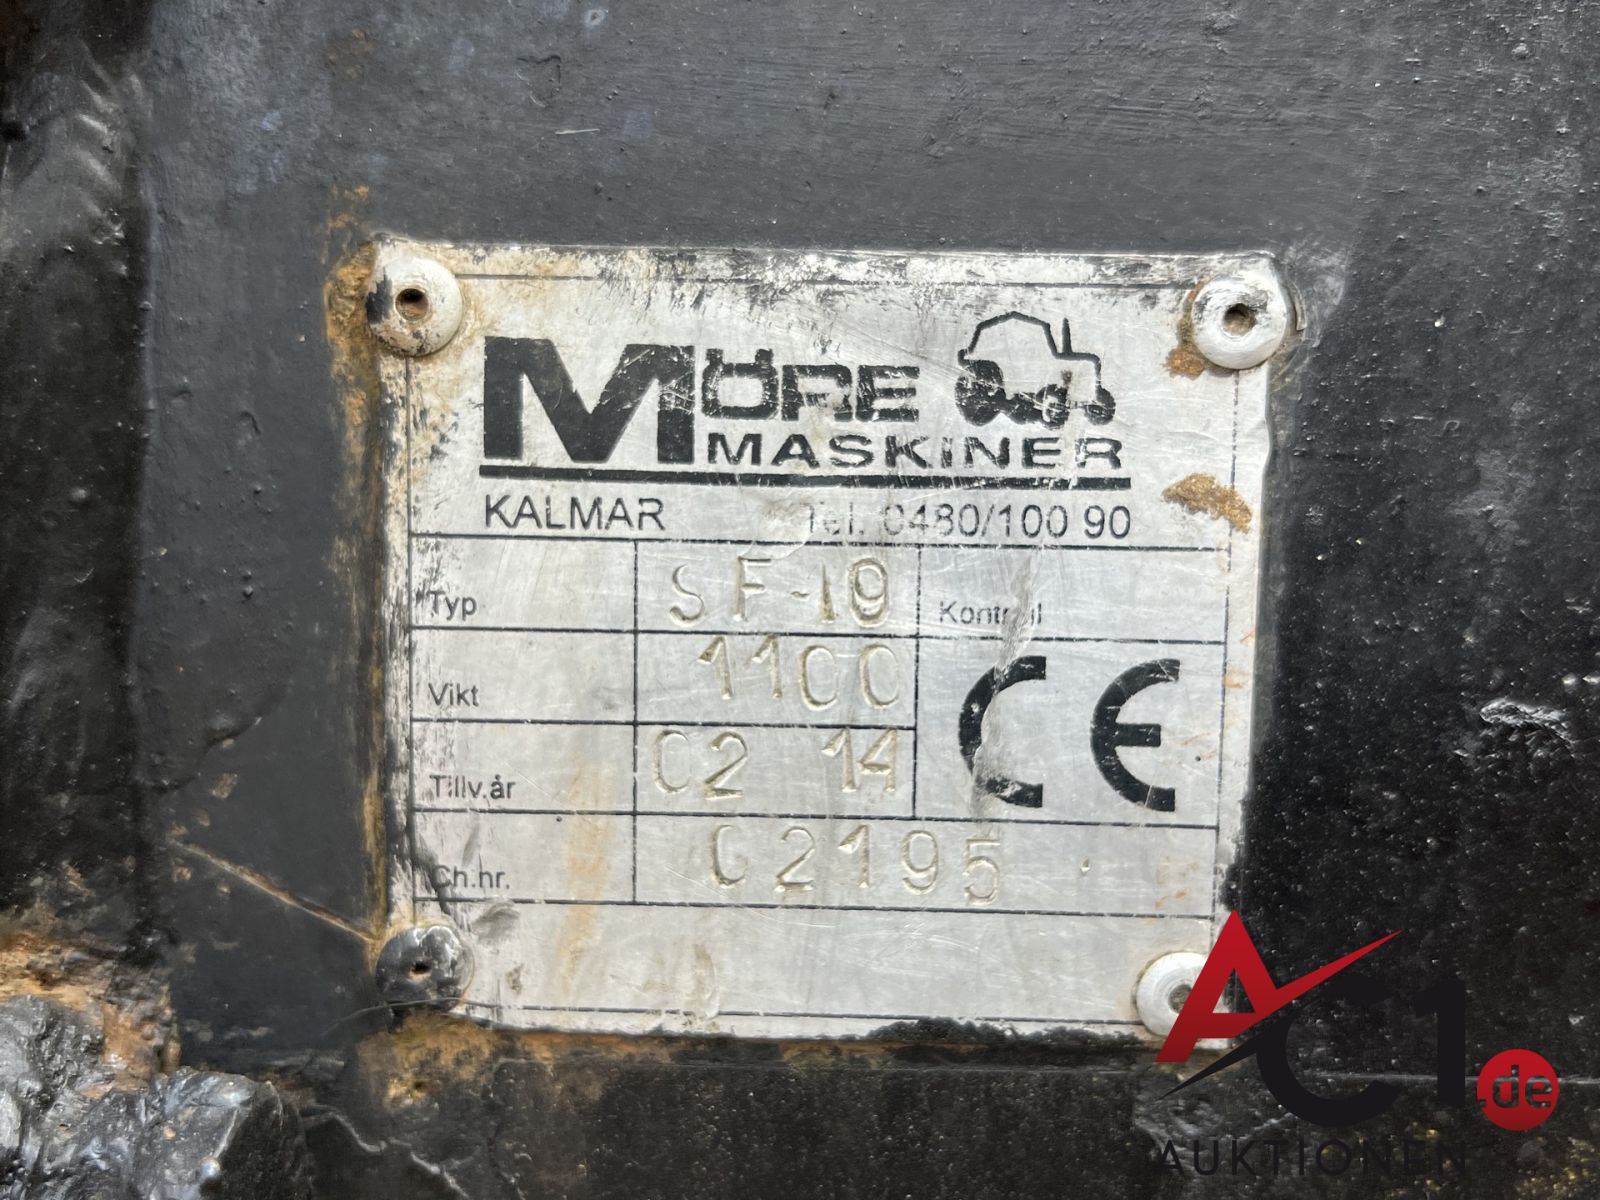 MÖRE
MASKINER
KALMAR Tel. 0480/100 90
Typ SF-19 Kontroll
Vikt 1100
CE
Tillv.år 02 14
Ch.nr. 02195
AC1.de
AUKTIONEN